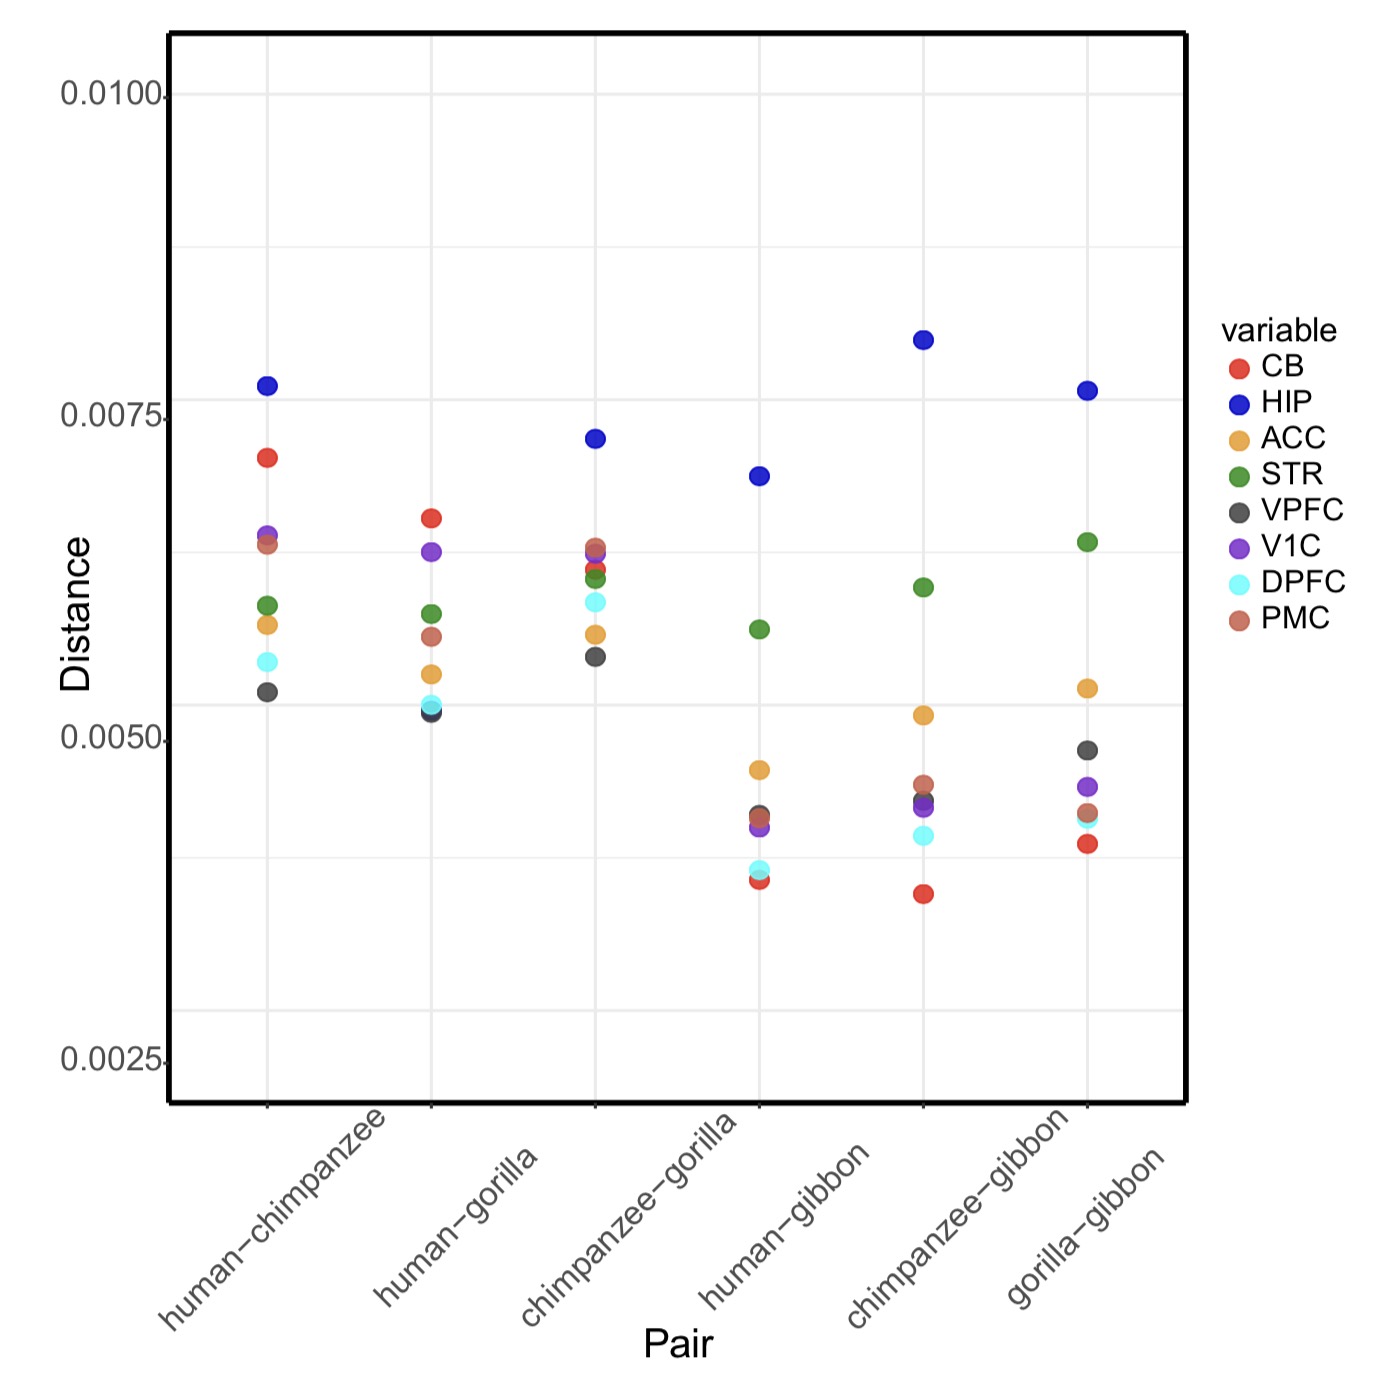 0.0100
0.0075
0.0050
0.0025
Distance
human−chimpanzee
human−gorilla
chimpanzee−gorilla
human−gibbon
chimpanzee−gibbon
gorilla−gibbon
Pair
variable
CB
HIP
ACC
STR
VPFC
V1C
DPFC
PMC